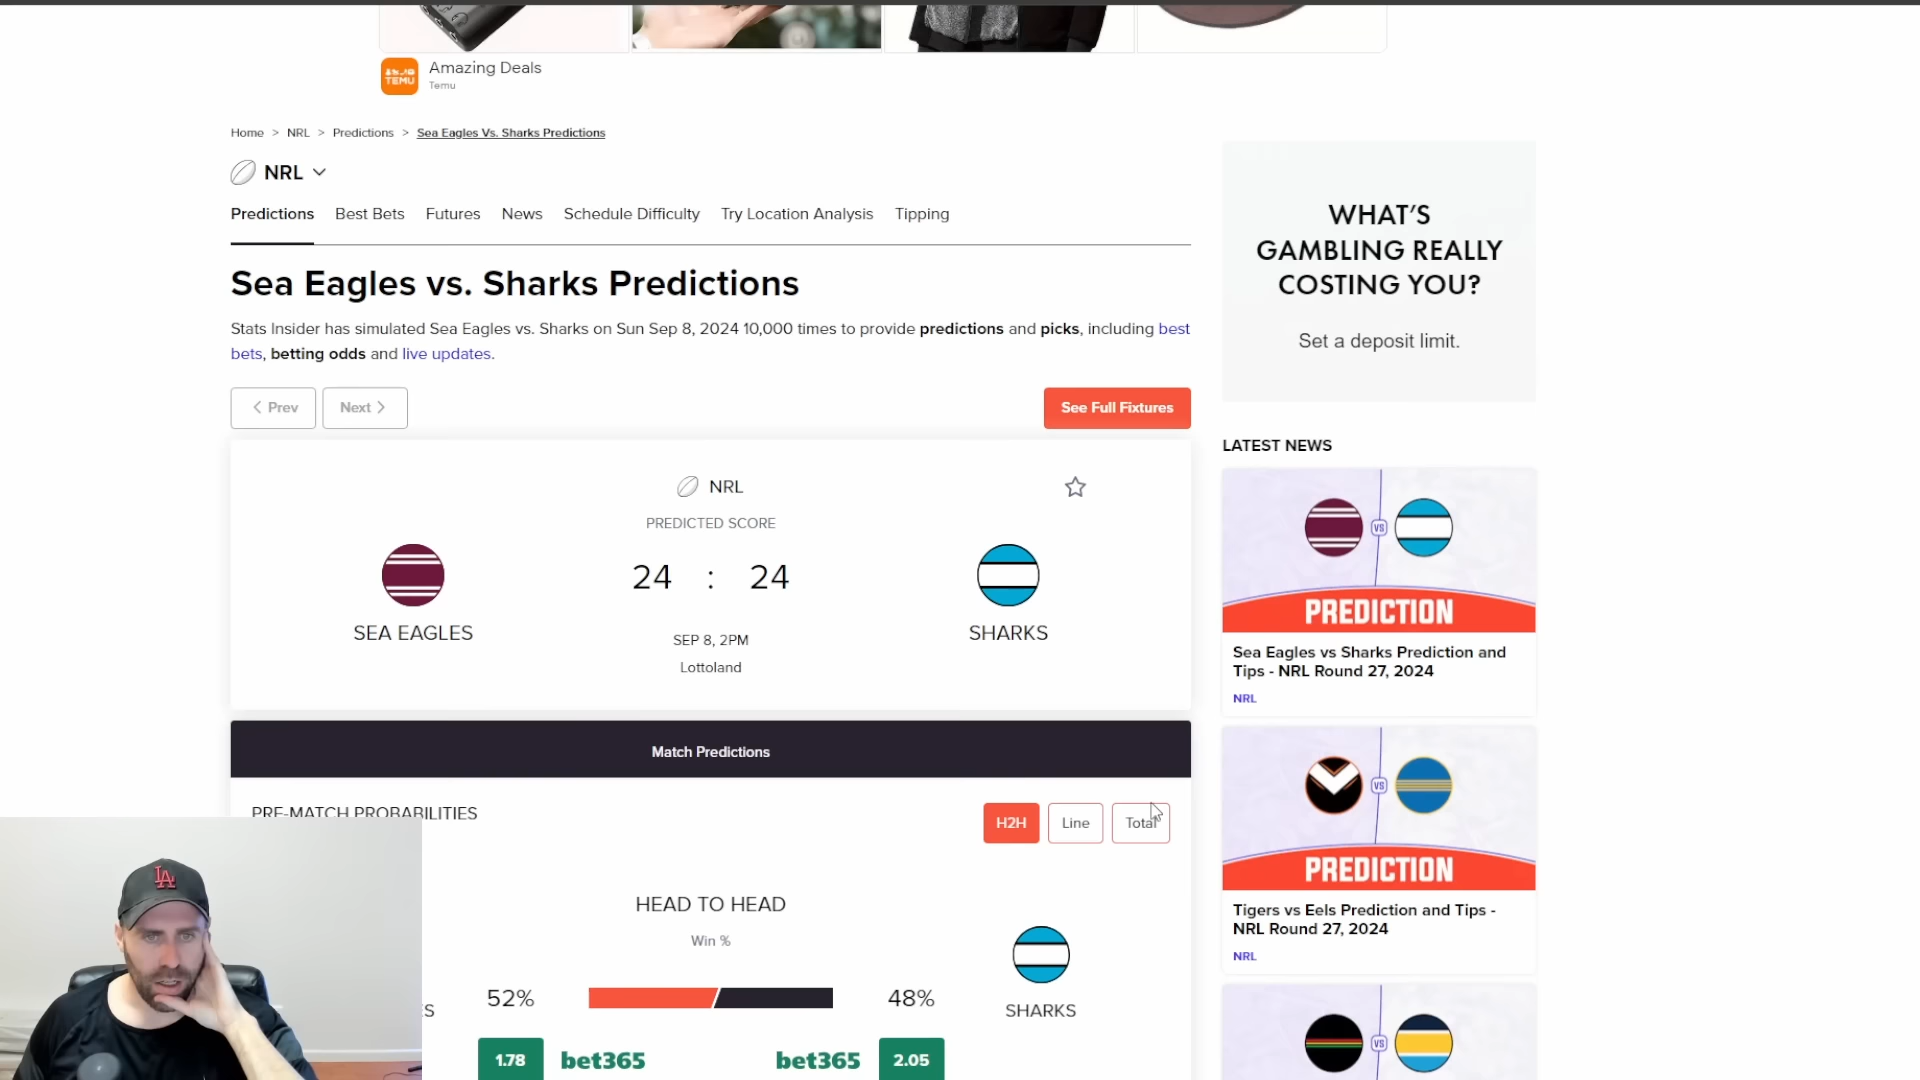 TEMU
Amazing Deals
Temu
Home > NRL > Predictions > Sea Eagles Vs. Sharks Predictions
NRL
Predictions Best Bets Futures News Schedule Difficulty Try Location Analysis Tipping
Sea Eagles vs. Sharks Predictions
Stats Insider has simulated Sea Eagles vs. Sharks on Sun Sep 8, 2024 10,000 times to provide predictions and picks, including best
bets, betting odds and live updates.
Prev Next See Full Fixtures
NRL
PREDICTED SCORE
24 : 24
SEA EAGLES SHARKS
SEP 8, 2PM
Lottoland
Match Predictions
PRE-MATCH PROBABILITIES
H2H Line Total
HEAD TO HEAD
Win %
52% 48%
ES SHARKS
1.78 bet365 bet365 2.05
WHAT'S
GAMBLING REALLY
COSTING YOU?
Set a deposit limit.
LATEST NEWS
VS
PREDICTION
Sea Eagles vs Sharks Prediction and
Tips - NRL Round 27, 2024
NRL
VS
PREDICTION
Tigers vs Eels Prediction and Tips -
NRL Round 27, 2024
NRL
VS
LA